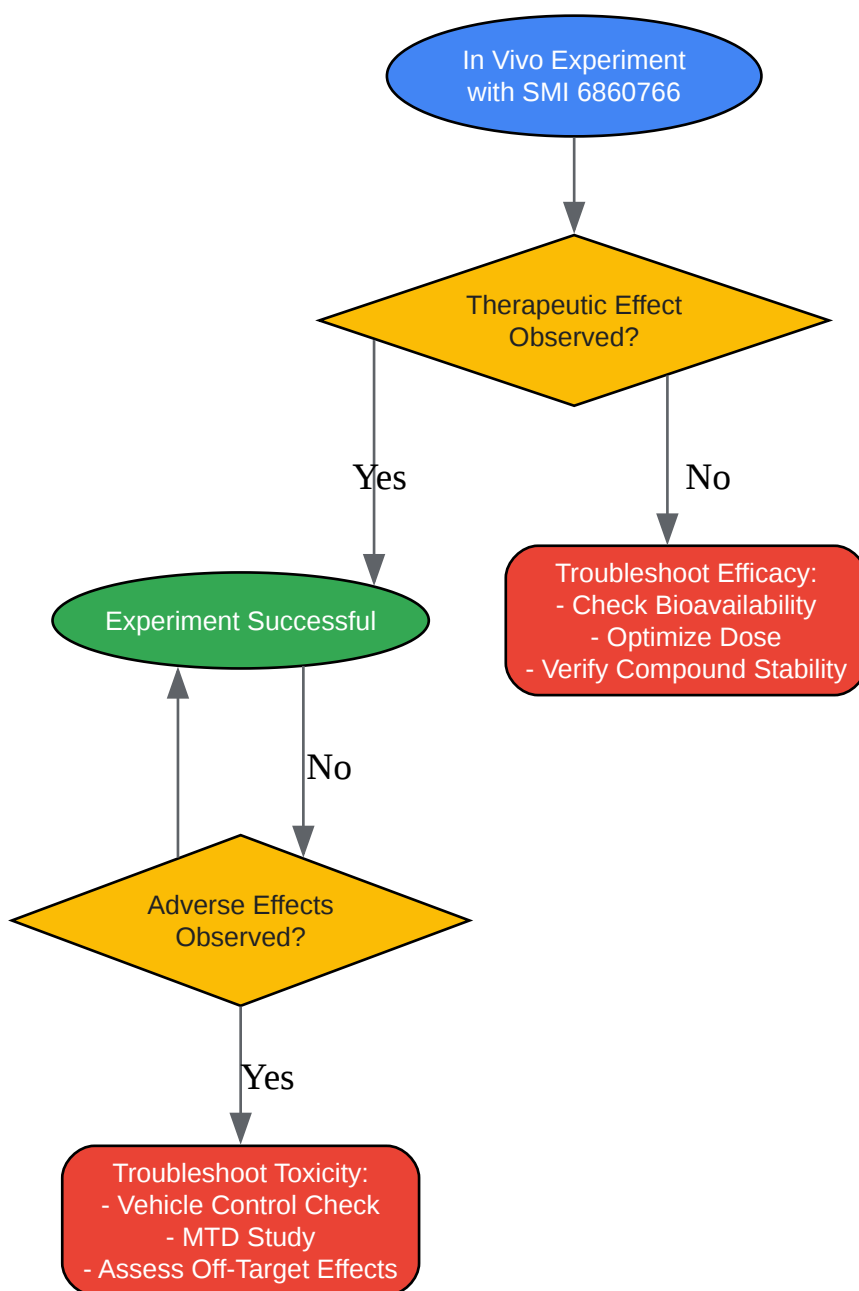 In Vivo Experiment
with SMI 6860766
Therapeutic Effect
Observed?
Yes
No
Troubleshoot Efficacy:
- Check Bioavailability
- Optimize Dose
- Verify Compound Stability
Experiment Successful
No
Adverse Effects
Observed?
Yes
Troubleshoot Toxicity:
- Vehicle Control Check
- MTD Study
- Assess Off-Target Effects